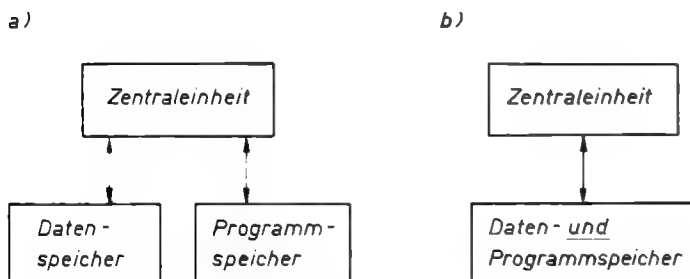 a)
Zentraleinheit
Daten-
speicher
Programm-
speicher
b)
Zentraleinheit
Daten- und
Programmspeicher